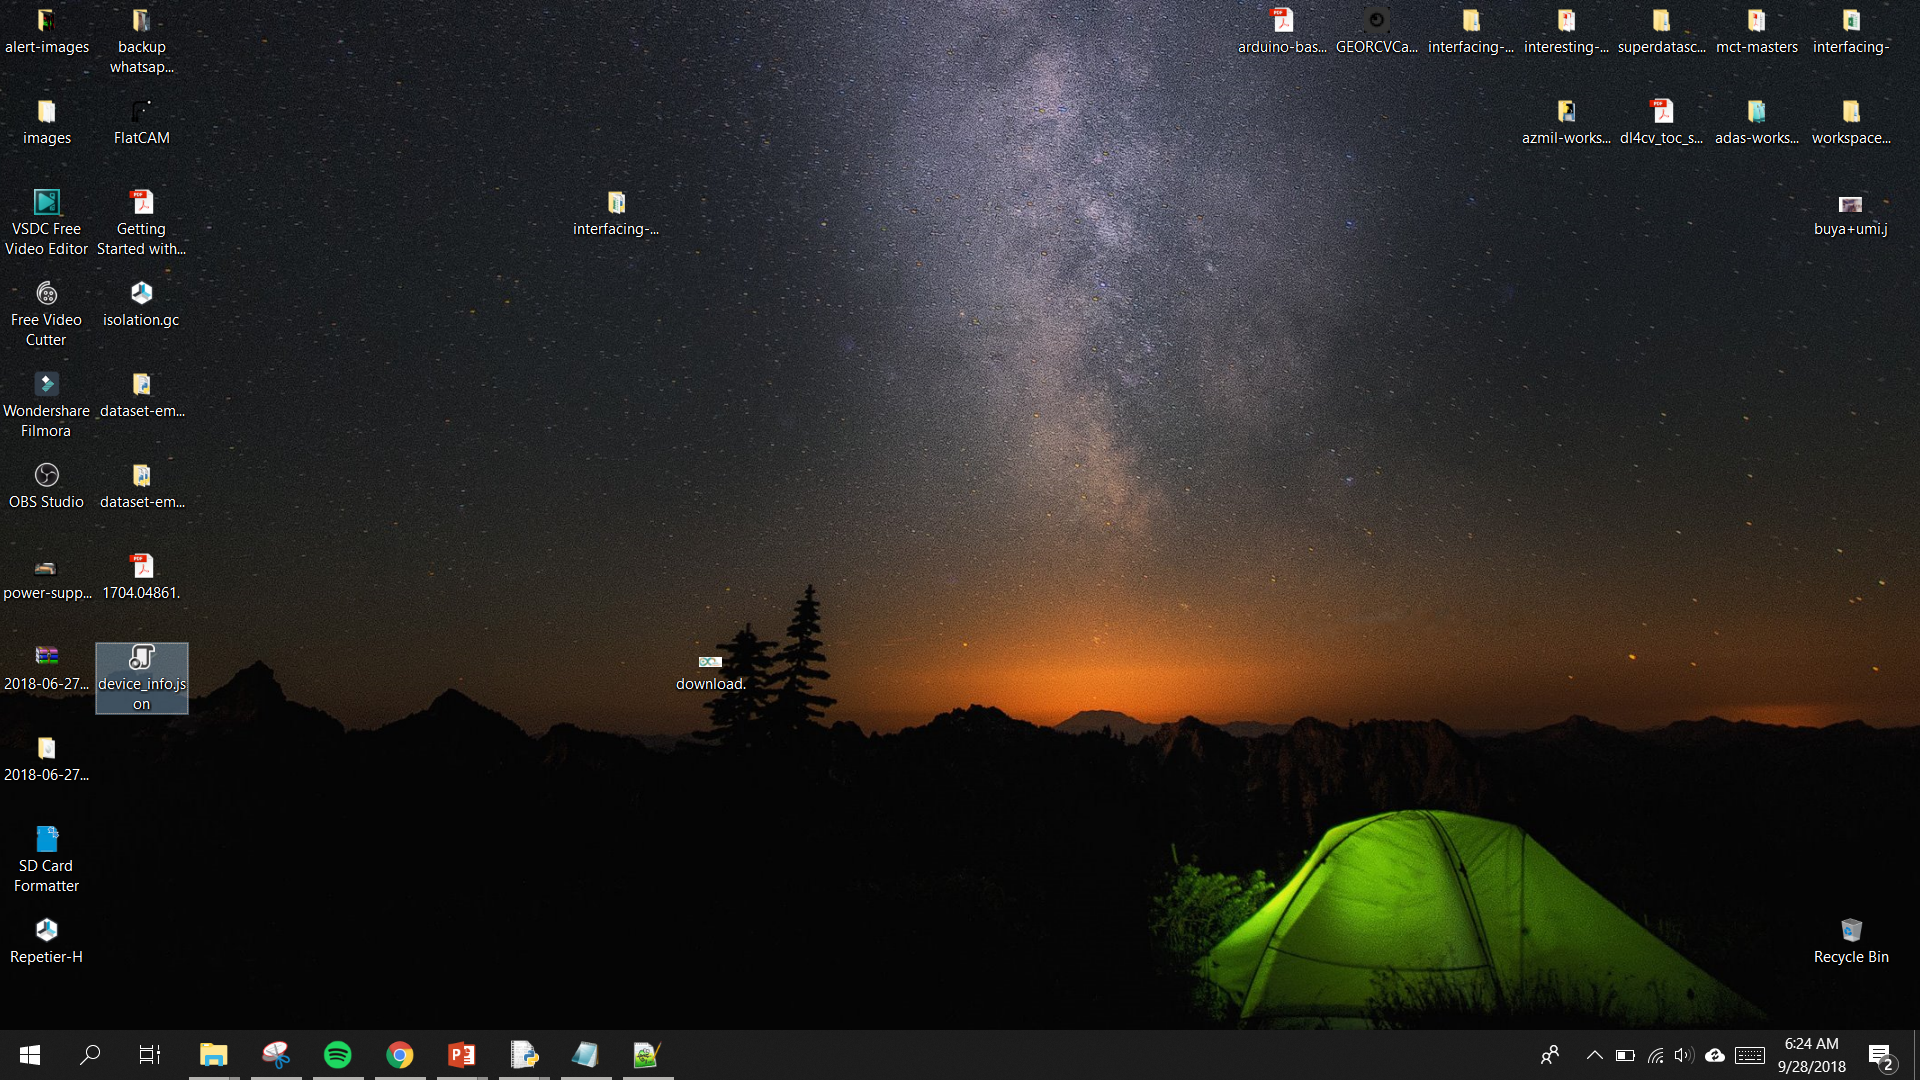 alert-images
backup
whatsap...
arduino-bas...
GEORCVCa...
interfacing-...
interesting-...
superdatasc...
mct-masters
interfacing-
images
FlatCAM
azmil-works...
dl4cv_toc_s...
adas-works...
workspace...
VSDC Free
Video Editor
Getting
Started with...
interfacing-...
buya+umi.j
Free Video
Cutter
isolation.gc
Wondershare
Filmora
dataset-em...
OBS Studio
dataset-em...
power-supp...
1704.04861.
2018-06-27...
device_info.js
on
download.
2018-06-27...
SD Card
Formatter
Repetier-H
Recycle Bin
6:24 AM
9/28/2018
2